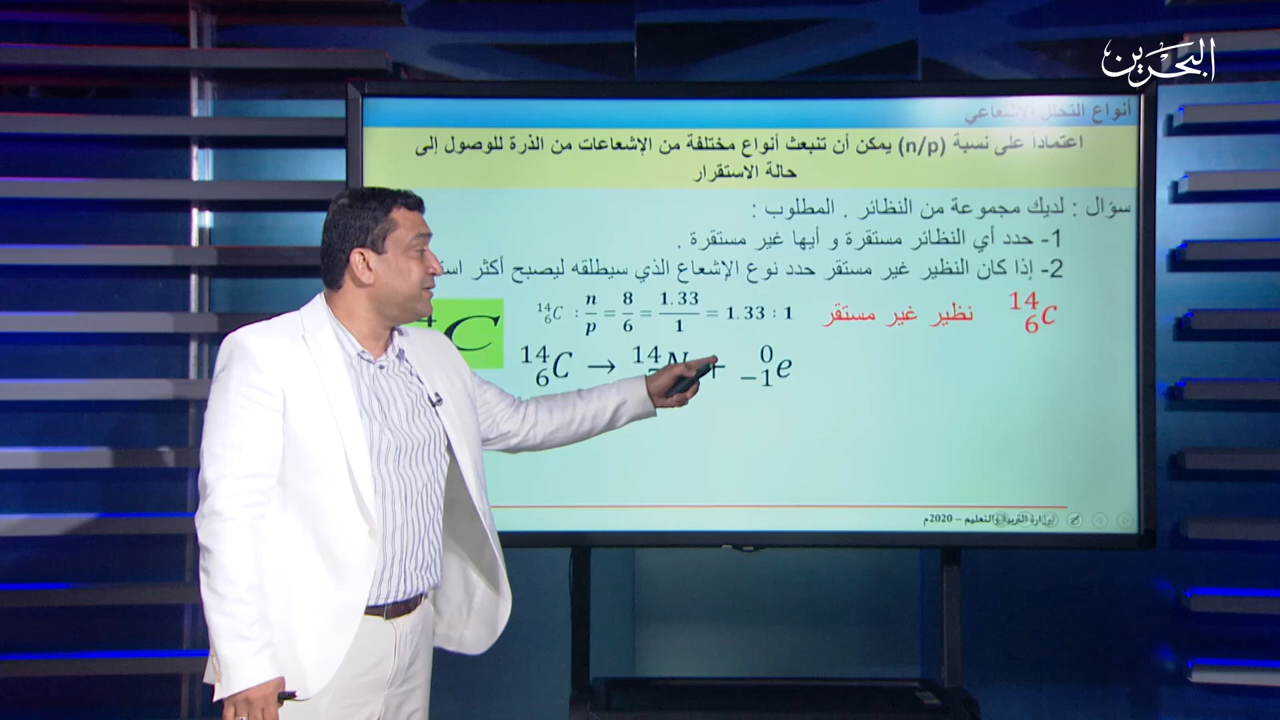 البحرين
أنواع التحلل الإشعاعي
اعتماداً على نسبة (n/p) يمكن أن تنبعث أنواع مختلفة من الإشعاعات من الذرة للوصول إلى
حالة الاستقرار
سؤال : لديك مجموعة من النظائر . المطلوب :
1- حدد أي النظائر مستقرة و أيها غير مستقرة .
2- إذا كان النظير غير مستقر حدد نوع الإشعاع الذي سيطلقه ليصبح أكثر
¹⁴₆C نظير غير مستقر
¹⁴₆C : n/p = 8/6 = 1.33/1 = 1.33 : 1
C
¹⁴₆C → ¹⁴N + ⁰₋₁e
وزارة التربية والتعليم – 2020م